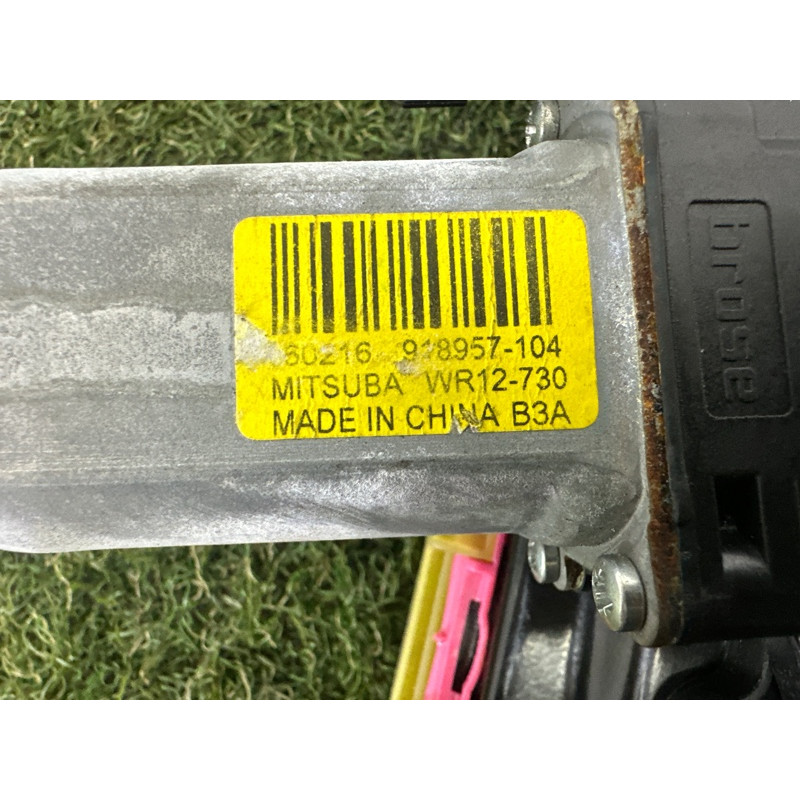 60216 918957-104
MITSUBA WR12-730
MADE IN CHINA B3A
brose